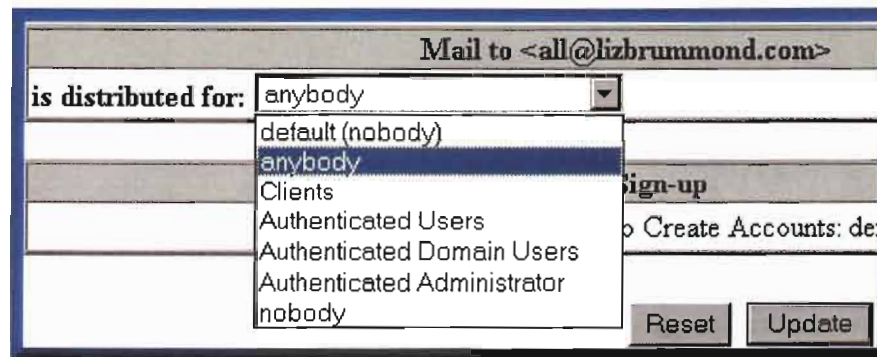 Mail to <all@lizbrummond.com>
is distributed for: anybody
default (nobody)
anybody
Clients
Authenticated Users
Authenticated Domain Users
Authenticated Administrator
nobody
Sign-up
Create Accounts:
Reset Update